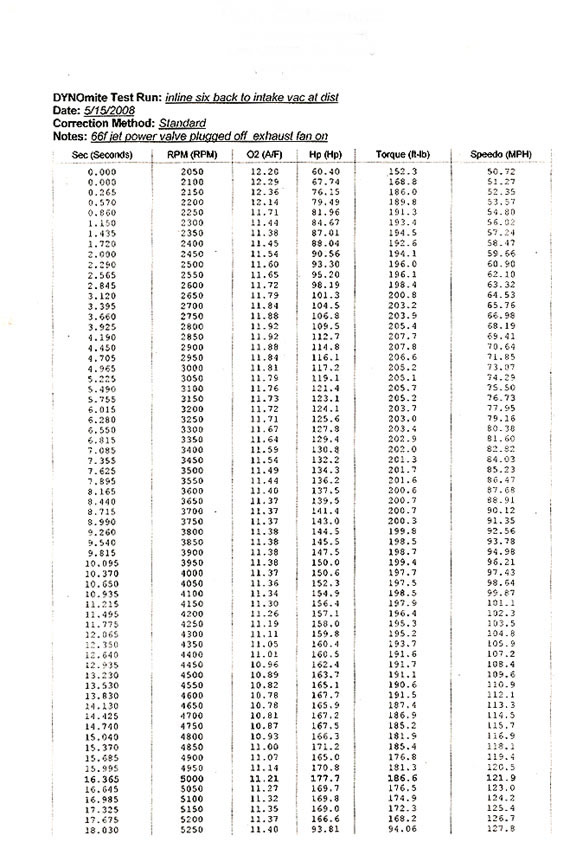 DYNOmite Test Run: inline six back to intake vac at dist
Date: 5/15/2008
Correction Method: Standard
Notes: 66f jet power valve plugged off exhaust fan on
Sec (Seconds) RPM (RPM) O2 (A/F) Hp (Hp) Torque (ft-lb) Speedo (MPH)
0.000 2050 12.20 60.40 152.3 50.72
0.000 2100 12.29 67.74 168.8 51.27
0.265 2150 12.36 76.15 186.0 52.35
0.570 2200 12.14 79.49 189.8 53.57
0.860 2250 11.71 81.96 191.3 54.80
1.150 2300 11.44 84.67 193.4 56.02
1.435 2350 11.38 87.01 194.5 57.24
1.720 2400 11.45 88.04 192.6 58.47
2.000 2450 11.54 90.56 194.1 59.66
2.290 2500 11.60 93.30 196.0 60.90
2.565 2550 11.65 95.20 196.1 62.10
2.845 2600 11.72 98.19 198.4 63.32
3.120 2650 11.79 101.3 200.8 64.53
3.395 2700 11.84 104.5 203.2 65.76
3.660 2750 11.88 106.8 203.9 66.98
3.925 2800 11.92 109.5 205.4 68.19
4.190 2850 11.92 112.7 207.7 69.41
4.450 2900 11.88 114.8 207.8 70.64
4.705 2950 11.84 116.1 206.6 71.85
4.965 3000 11.81 117.2 205.2 73.07
5.225 3050 11.79 119.1 205.1 74.29
5.490 3100 11.76 121.4 205.7 75.50
5.755 3150 11.73 123.1 205.2 76.73
6.015 3200 11.72 124.1 203.7 77.95
6.280 3250 11.71 125.6 203.0 79.16
6.550 3300 11.67 127.8 203.4 80.38
6.815 3350 11.64 129.4 202.9 81.60
7.085 3400 11.59 130.8 202.0 82.82
7.355 3450 11.54 132.2 201.3 84.03
7.625 3500 11.49 134.3 201.7 85.23
7.895 3550 11.44 136.2 201.6 86.47
8.165 3600 11.40 137.5 200.6 87.68
8.440 3650 11.37 139.5 200.7 88.91
8.715 3700 11.37 141.4 200.7 90.12
8.990 3750 11.37 143.0 200.3 91.35
9.260 3800 11.38 144.5 199.8 92.56
9.540 3850 11.38 145.5 198.5 93.78
9.815 3900 11.38 147.5 198.7 94.98
10.095 3950 11.38 150.0 199.4 96.21
10.370 4000 11.37 150.6 197.7 97.43
10.650 4050 11.36 152.3 197.5 98.64
10.935 4100 11.34 154.9 198.5 99.87
11.215 4150 11.30 156.4 197.9 101.1
11.495 4200 11.26 157.1 196.4 102.3
11.775 4250 11.19 158.0 195.3 103.5
12.065 4300 11.11 159.8 195.2 104.8
12.350 4350 11.05 160.4 193.7 105.9
12.640 4400 11.01 160.5 191.6 107.2
12.935 4450 10.96 162.4 191.7 108.4
13.230 4500 10.89 163.7 191.1 109.6
13.530 4550 10.82 165.1 190.6 110.9
13.830 4600 10.78 167.7 191.5 112.1
14.130 4650 10.78 165.9 187.4 113.3
14.425 4700 10.81 167.2 186.9 114.5
14.740 4750 10.87 167.5 185.2 115.7
15.040 4800 10.93 166.3 181.9 116.9
15.370 4850 11.00 171.2 185.4 118.1
15.685 4900 11.07 165.0 176.8 119.4
15.995 4950 11.14 170.8 181.3 120.5
16.365 5000 11.21 177.7 186.6 121.9
16.645 5050 11.27 169.7 176.5 123.0
16.985 5100 11.32 169.8 174.9 124.2
17.325 5150 11.35 169.0 172.3 125.4
17.675 5200 11.37 166.6 168.2 126.7
18.030 5250 11.40 93.81 94.06 127.8